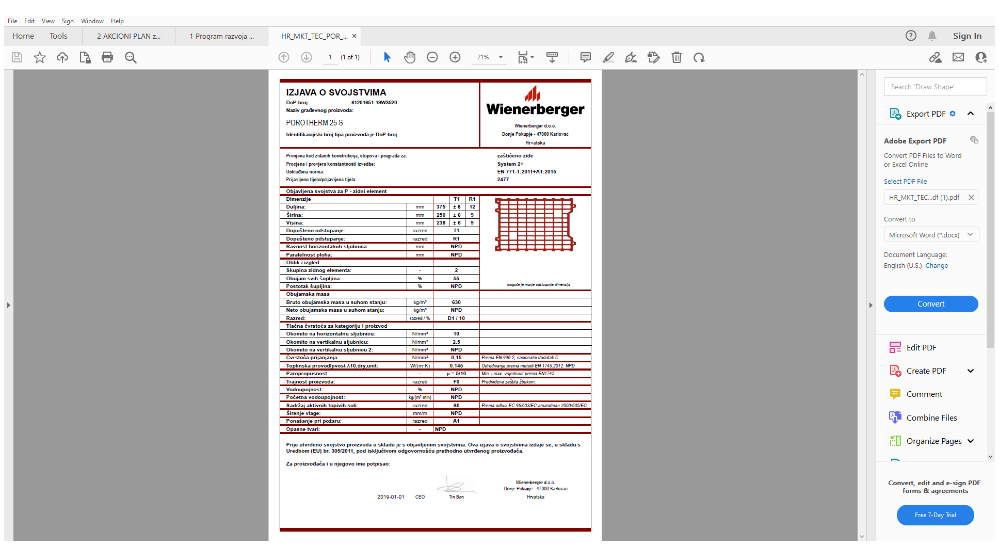 File Edit View Sign Window Help
Home Tools 2 AKCIONI PLAN z... 1 Program razvoja ... HR_MKT_TEC_POR_... × Sign In
1 (1 of 1) 71%
IZJAVA O SVOJSTVIMA
DoP-broj: 61201651-19W3520
Naziv građevnog proizvoda:
POROTHERM 25 S
Identifikacijiski broj tipa proizvoda je DoP-broj
Wienerberger
Wienerberger d.o.o.
Donje Pokupje - 47000 Karlovac
Hrvatska
Primjena kod zidanih konstrukcija, stupova i pregrada za: zaštićeno ziđe
Procjena i provjera konstantnosti izvedbe: System 2+
Usklađena norma: EN 771-1:2011+A1:2015
Prijavljeno tijelo/prijavljena tijela: 2477
Objavljena svojstva za P - zidni element
Dimenzije T1 R1
Duljina: mm 375 ± 8 12
Širina: mm 250 ± 6 9
Visina: mm 238 ± 6 9
Dopušteno odstupanje: razred T1
Dopušteno pdstupanje: razred R1
Ravnost horizontalnih sljubnica: mm NPD
Paralelnost ploha: mm NPD
Oblik i izgled
Skupina zidnog elementa: - 2
Obujam svih šupljina: % 55
Postotak šupljina: % NPD
moguče je manje odstuapnje dimenzija
Obujamska masa
Bruto obujamska masa u suhom stanju: kg/m³ 630
Neto obujamska masa u suhom stanju: kg/m³ NPD
Razred: razred / % D1 / 10
Tlačna čvrstoća za kategoriju I proizvod
Okomito na horizontalnu sljubnicu: N/mm² 10
Okomito na vertikalnu sljubnicu: N/mm² 2.5
Okomito na vertikalnu sljubnicu 2: N/mm² NPD
Čvrstoča prijanjanja: N/mm² 0,15 Prema EN 998-2, nacionalni dodatak C
Toplinska provodljivost λ10,dry,unit: W/(m·K) 0.145 Određivanje prema metodi EN 1745:2012: NPD
Paropropusnost: - µ = 5/10 Min. i max. vrijednost prema EN1745
Trajnost proizvoda: razred F0 Predviđena zaštita žbukom.
Vodoupojnost: % NPD
Početna vodoupojnost: kg/(m²·min) NPD
Sadržaj aktivnih topivih soli: razred S0 Prema odluci EC 96/603/EC amandman 2000/605/EC
Širenje vlage: mm/m NPD
Ponašanje pri požaru: razred A1
Opasne tvari: - NPD
Prije utvrđeno svojstvo proizvoda u skladu je s objavljenim svojstvima. Ova izjava o svojstvima izdaje se, u skladu s
Uredbom (EU) br. 305/2011, pod isključivom odgovornošću prethodno utvrđenog proizvođača.
Za proizvođača i u njegovo ime potpisao:
Wienerberger d.o.o.
Donje Pokupje - 47000 Karlovac
2019-01-01 CEO Tin Ban Hrvatska
Search 'Draw Shape'
Export PDF
Adobe Export PDF
Convert PDF Files to Word
or Excel Online
Select PDF File
HR_MKT_TEC...df (1).pdf
Convert to
Microsoft Word (*.docx)
Document Language:
English (U.S.) Change
Convert
Edit PDF
Create PDF
Comment
Combine Files
Organize Pages
Convert, edit and e-sign PDF
forms & agreements
Free 7-Day Trial